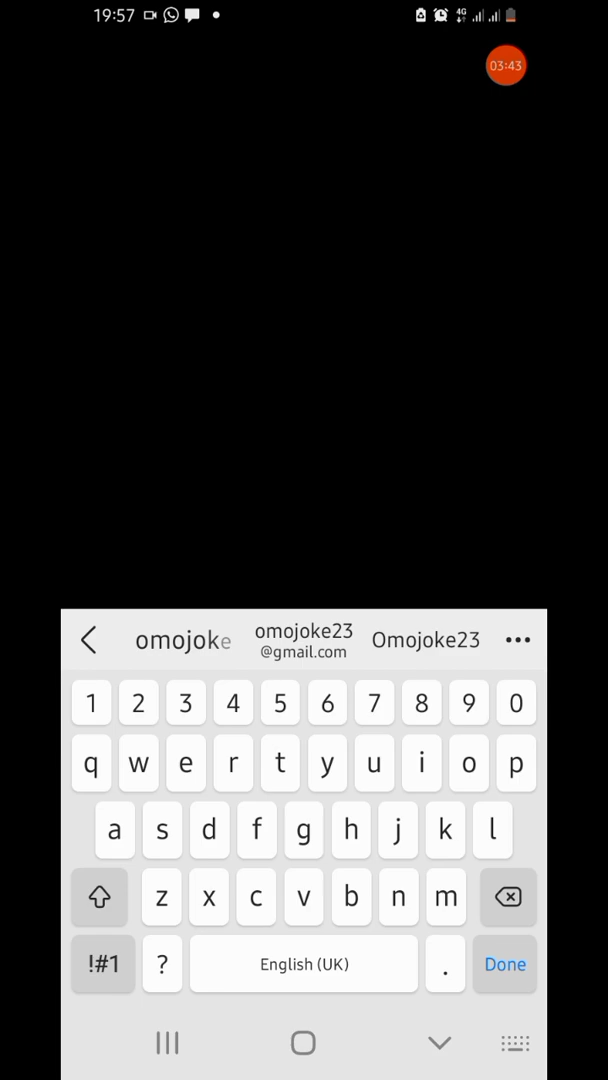 19:57 4G
03:43
omojoke omojoke23 @gmail.com Omojoke23 •••
1 2 3 4 5 6 7 8 9 0
q w e r t y u i o p
a s d f g h j k l
z x c v b n m
!#1 ? English (UK) . Done